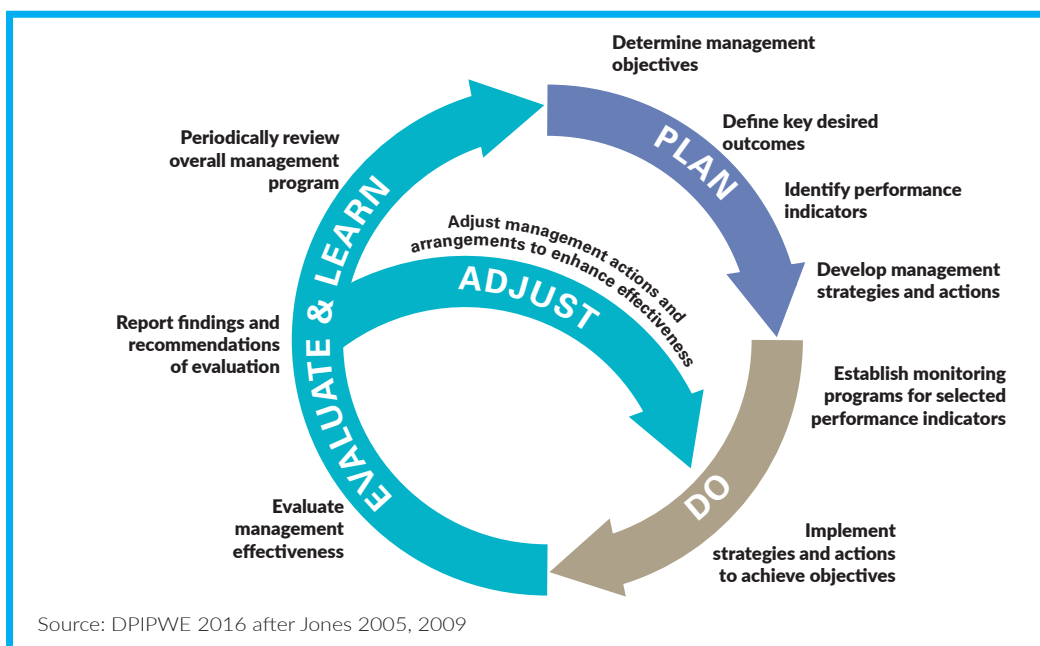 Determine management
objectives
Define key desired
outcomes
Identify performance
indicators
Develop management
strategies and actions
Establish monitoring
programs for selected
performance indicators
Implement
strategies and actions
to achieve objectives
Evaluate
management
effectiveness
Report findings and
recommendations
of evaluation
Periodically review
overall management
program
PLAN
DO
EVALUATE & LEARN
ADJUST
Adjust management actions and
arrangements to enhance effectiveness
Source: DPIPWE 2016 after Jones 2005, 2009